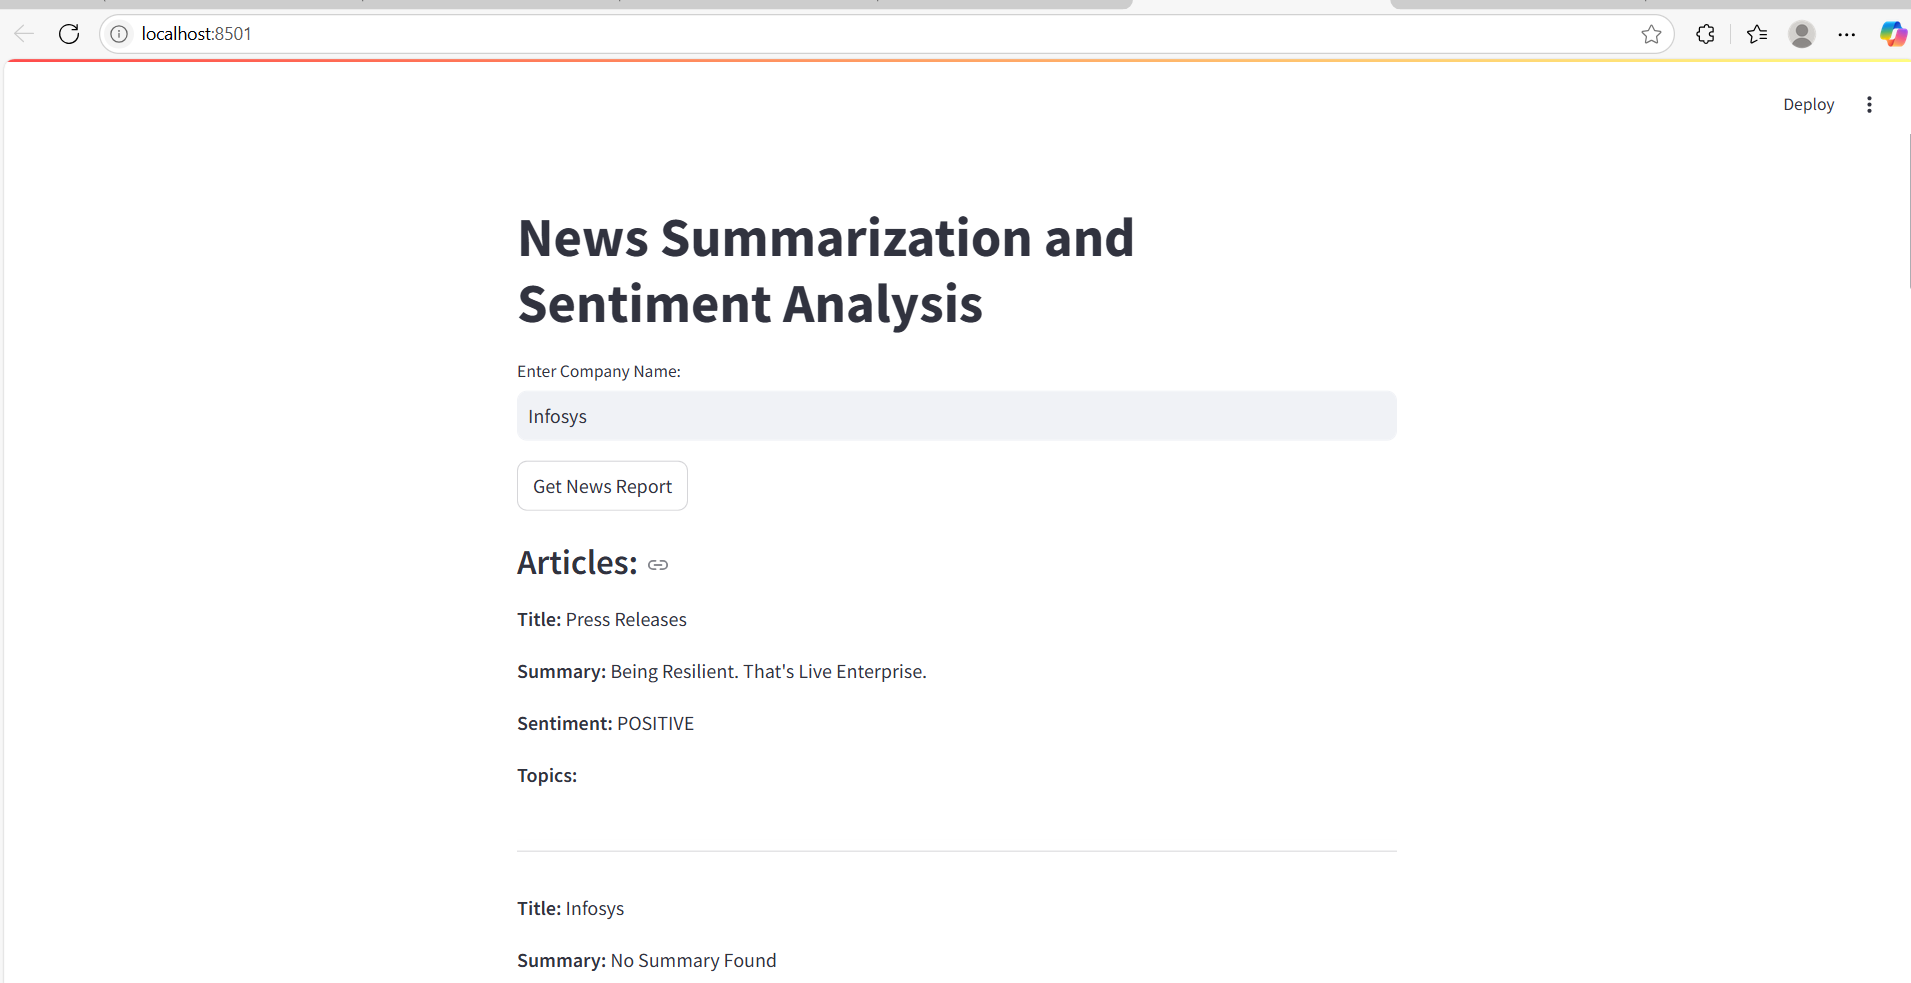 localhost:8501
Deploy
News Summarization and
Sentiment Analysis
Enter Company Name:
Infosys
Get News Report
Articles:
Title: Press Releases
Summary: Being Resilient. That's Live Enterprise.
Sentiment: POSITIVE
Topics:
Title: Infosys
Summary: No Summary Found